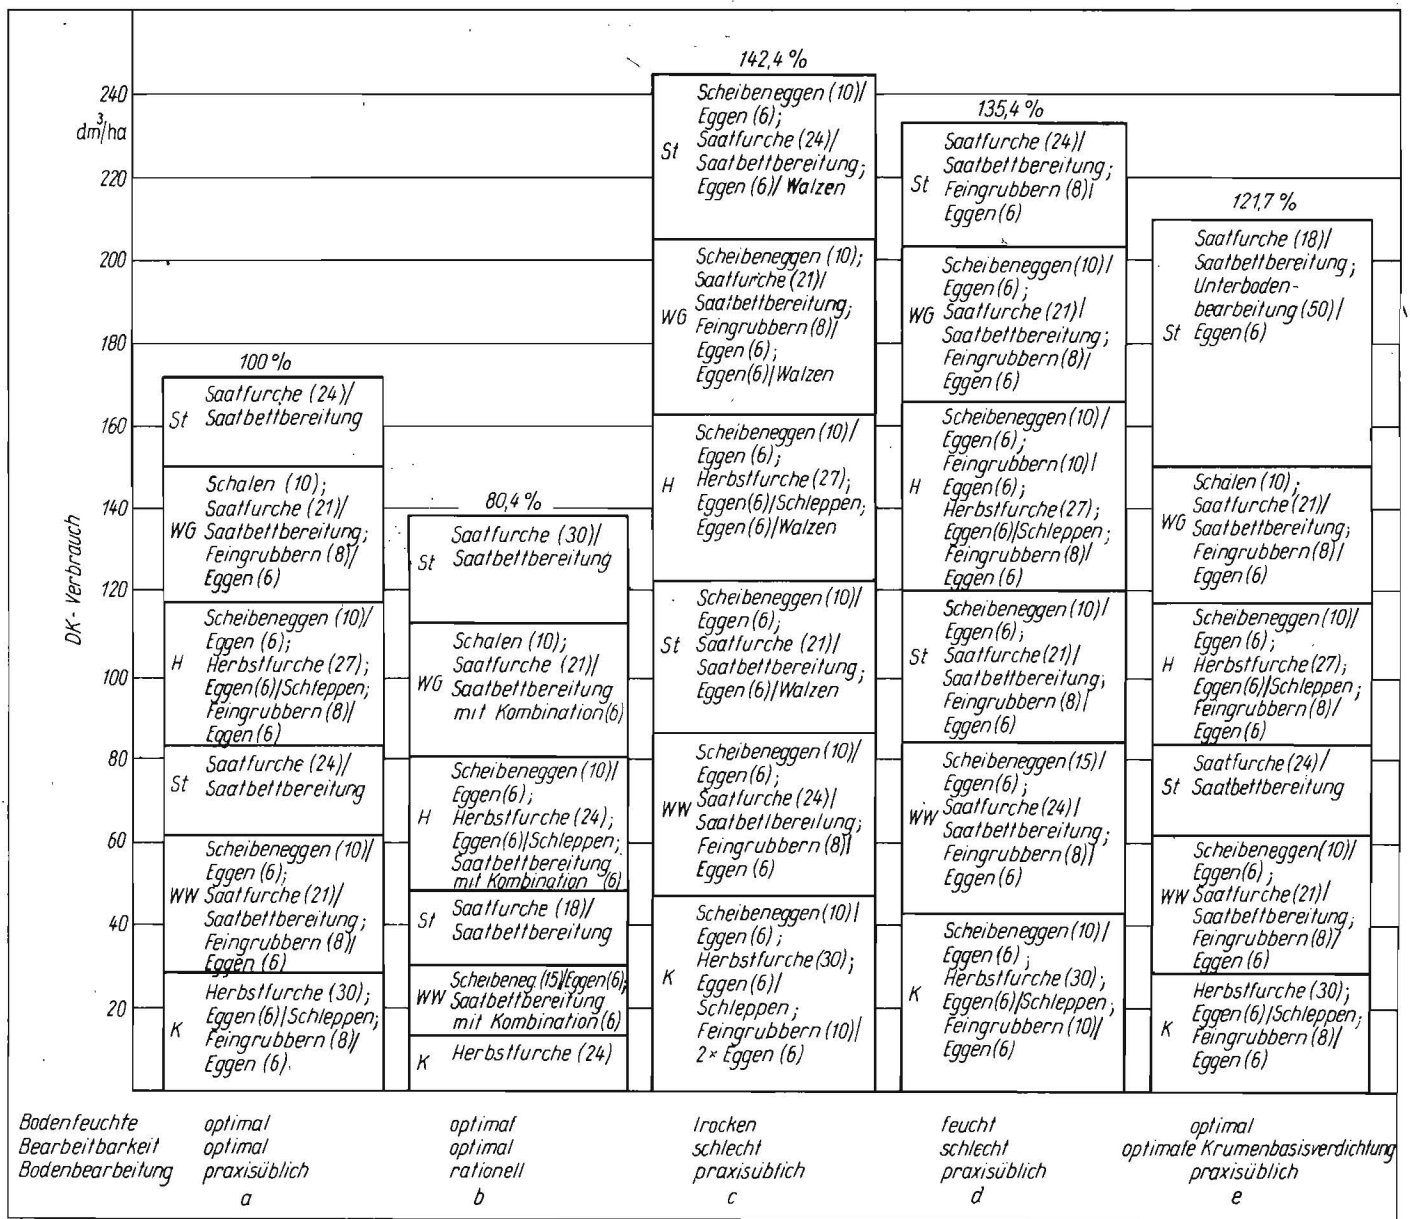 240
dm³/ha
220
200
180
160
140
120
100
80
60
40
20
DK-Verbrauch
100 %
St
Saatfurche (24)/
Saatbettbereitung
WG
Schälen (10);
Saatfurche (21)/
Saatbettbereitung;
Feingrubbern (8)/
Eggen (6)
H
Scheibeneggen (10)/
Eggen (6);
Herbstfurche (27);
Eggen (6)/Schleppen;
Feingrubbern (8)/
Eggen (6)
St
Saatfurche (24)/
Saatbettbereitung
WW
Scheibeneggen (10)/
Eggen (6);
Saatfurche (21)/
Saatbettbereitung;
Feingrubbern (8)/
Eggen (6)
K
Herbstfurche (30);
Eggen (6)/Schleppen;
Feingrubbern (8)/
Eggen (6)
80,4 %
St
Saatfurche (30)/
Saatbettbereitung
WG
Schälen (10);
Saatfurche (21)/
Saatbettbereitung
mit Kombination (6)
H
Scheibeneggen (10)/
Eggen (6);
Herbstfurche (24);
Eggen (6)/Schleppen;
Saatbettbereitung
mit Kombination (6)
St
Saatfurche (18)/
Saatbettbereitung
WW
Scheibeneg. (15)/Eggen (6);
Saatbettbereitung
mit Kombination (6)
K
Herbstfurche (24)
142,4 %
St
Scheibeneggen (10)/
Eggen (6);
Saatfurche (24)/
Saatbettbereitung;
Eggen (6)/ Walzen
WG
Scheibeneggen (10);
Saatfurche (21)/
Saatbettbereitung;
Feingrubbern (8)/
Eggen (6);
Eggen (6)/Walzen
H
Scheibeneggen (10)/
Eggen (6);
Herbstfurche (27);
Eggen (6)/Schleppen;
Eggen (6)/Walzen
St
Scheibeneggen (10)/
Eggen (6);
Saatfurche (21)/
Saatbettbereitung;
Eggen (6)/Walzen
WW
Scheibeneggen (10)/
Eggen (6);
Saatfurche (24)/
Saatbettbereitung;
Feingrubbern (8)/
Eggen (6)
K
Scheibeneggen (10)/
Eggen (6);
Herbstfurche (30);
Eggen (6)/
Schleppen;
Feingrubbern (10)/
2× Eggen (6)
135,4 %
St
Saatfurche (24)/
Saatbettbereitung;
Feingrubbern (8)/
Eggen (6)
WG
Scheibeneggen (10)/
Eggen (6);
Saatfurche (21)/
Saatbettbereitung;
Feingrubbern (8)/
Eggen (6)
H
Scheibeneggen (10)/
Eggen (6);
Feingrubbern (10)/
Eggen (6);
Herbstfurche (27);
Eggen (6)/Schleppen;
Feingrubbern (8)/
Eggen (6)
St
Scheibeneggen (10)/
Eggen (6);
Saatfurche (21)/
Saatbettbereitung;
Feingrubbern (8)/
Eggen (6)
WW
Scheibeneggen (15)/
Eggen (6);
Saatfurche (24)/
Saatbettbereitung;
Feingrubbern (8)/
Eggen (6)
K
Scheibeneggen (10)/
Eggen (6);
Herbstfurche (30);
Eggen (6)/Schleppen;
Feingrubbern (10)/
Eggen (6)
121,7 %
St
Saatfurche (18)/
Saatbettbereitung;
Unterboden-
bearbeitung (50)/
Eggen (6)
WG
Schälen (10);
Saatfurche (21)/
Saatbettbereitung;
Feingrubbern (8)/
Eggen (6)
H
Scheibeneggen (10)/
Eggen (6);
Herbstfurche (27);
Eggen (6)/Schleppen;
Feingrubbern (8)/
Eggen (6)
St
Saatfurche (24)/
Saatbettbereitung
WW
Scheibeneggen (10)/
Eggen (6);
Saatfurche (21)/
Saatbettbereitung;
Feingrubbern (8)/
Eggen (6)
K
Herbstfurche (30);
Eggen (6)/Schleppen;
Feingrubbern (8)/
Eggen (6)
Bodenfeuchte optimal optimal trocken feucht optimal
Bearbeitbarkeit optimal optimal schlecht schlecht optimale Krumenbasisverdichtung
Bodenbearbeitung praxisüblich rationell praxisüblich praxisüblich praxisüblich
a b c d e